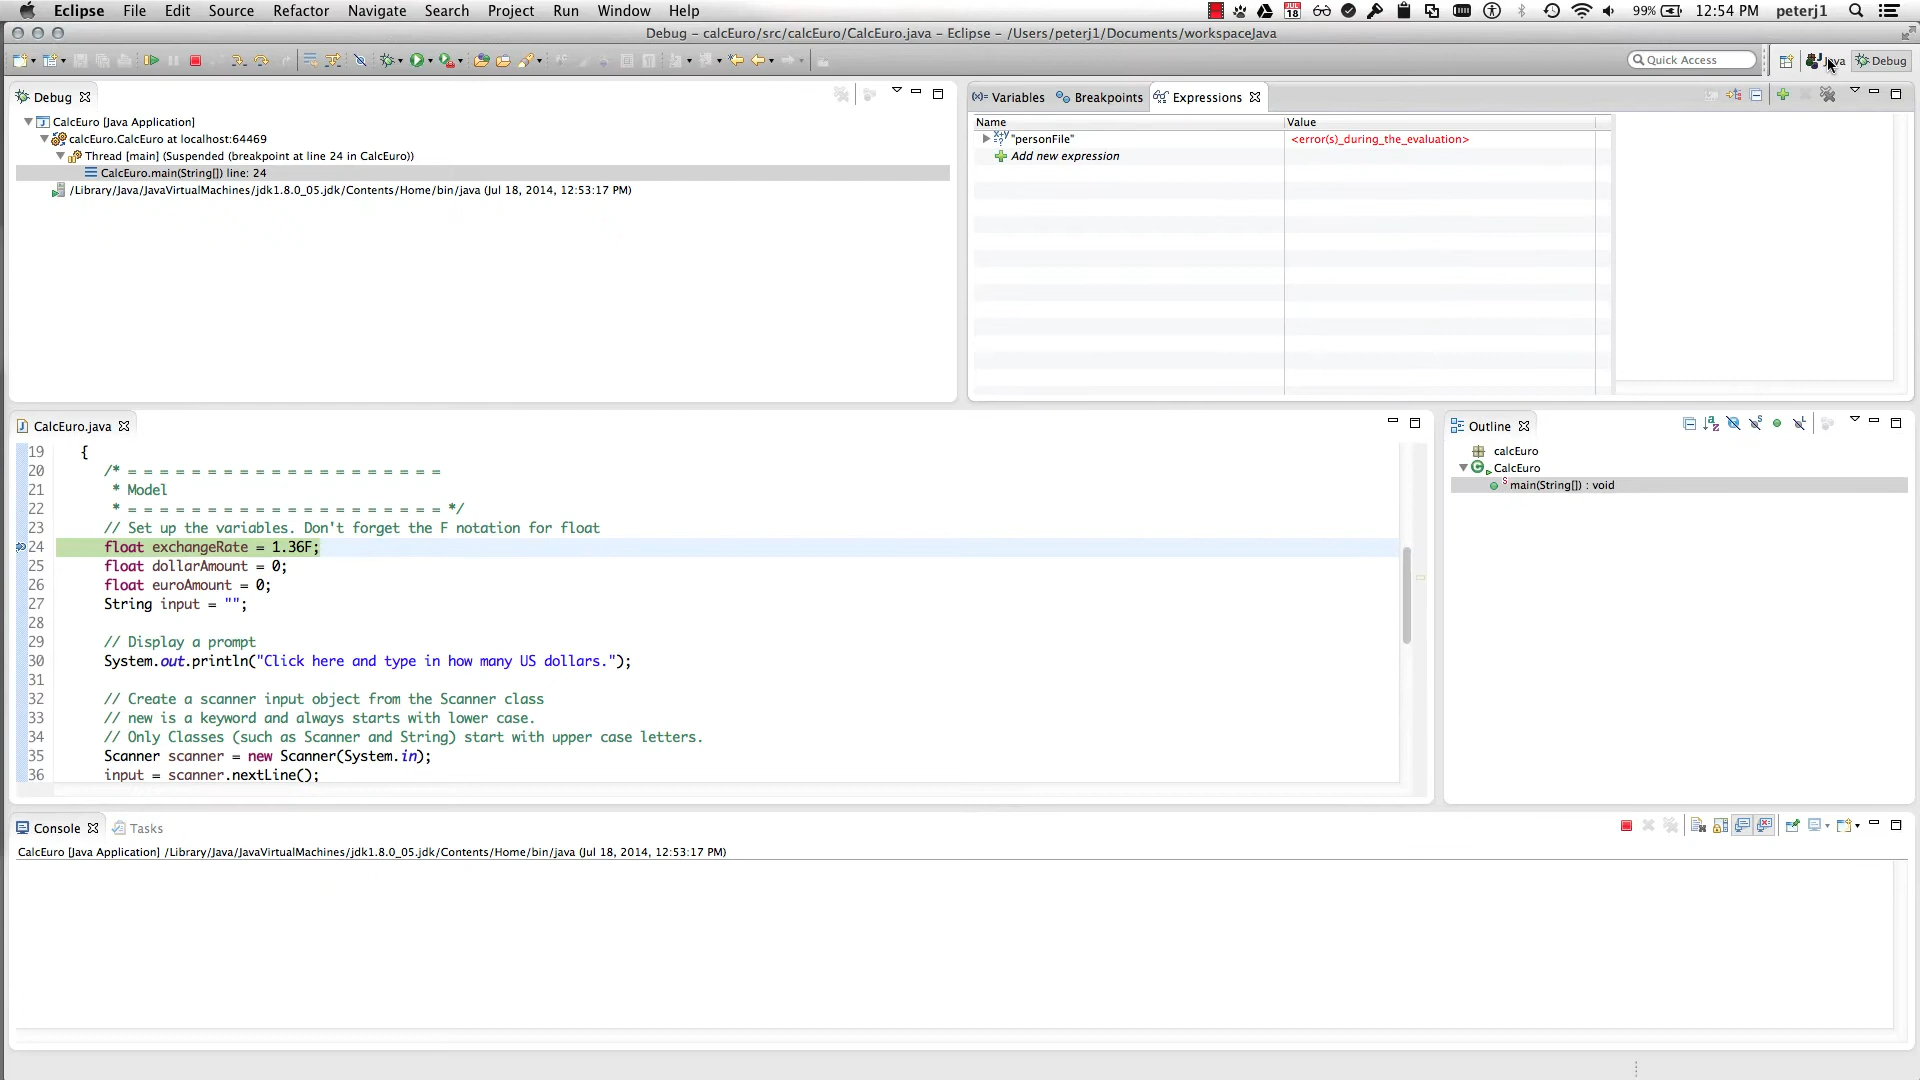 Eclipse File Edit Source Refactor Navigate Search Project Run Window Help 99% 12:54 PM peterj1
Debug – calcEuro/src/calcEuro/CalcEuro.java – Eclipse – /Users/peterj1/Documents/workspaceJava
Quick Access Java Debug
Debug
CalcEuro [Java Application]
calcEuro.CalcEuro at localhost:64469
Thread [main] (Suspended (breakpoint at line 24 in CalcEuro))
CalcEuro.main(String[]) line: 24
/Library/Java/JavaVirtualMachines/jdk1.8.0_05.jdk/Contents/Home/bin/java (Jul 18, 2014, 12:53:17 PM)
Variables Breakpoints Expressions
Name Value
"personFile" <error(s)_during_the_evaluation>
Add new expression
CalcEuro.java
19 {
20 /* = = = = = = = = = = = = = = = = = = = =
21 * Model
22 * = = = = = = = = = = = = = = = = = = = = */
23 // Set up the variables. Don't forget the F notation for float
24 float exchangeRate = 1.36F;
25 float dollarAmount = 0;
26 float euroAmount = 0;
27 String input = "";
28
29 // Display a prompt
30 System.out.println("Click here and type in how many US dollars.");
31
32 // Create a scanner input object from the Scanner class
33 // new is a keyword and always starts with lower case.
34 // Only Classes (such as Scanner and String) start with upper case letters.
35 Scanner scanner = new Scanner(System.in);
36 input = scanner.nextLine();
Outline
calcEuro
CalcEuro
main(String[]) : void
Console Tasks
CalcEuro [Java Application] /Library/Java/JavaVirtualMachines/jdk1.8.0_05.jdk/Contents/Home/bin/java (Jul 18, 2014, 12:53:17 PM)